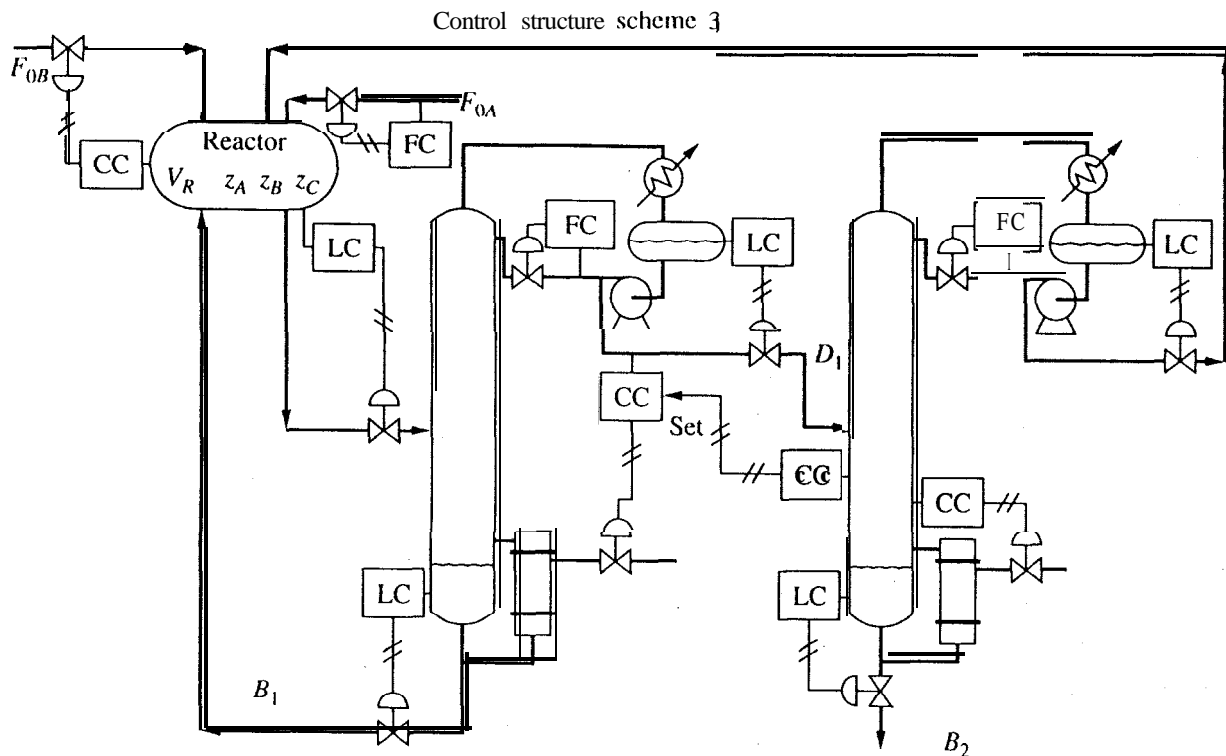 Control structure scheme 3
F0B
F0A
Reactor
FC
CC
VR zA zB zC
LC
FC
LC
FC
LC
D1
CC
Set
CC
CC
LC
LC
B1
B2